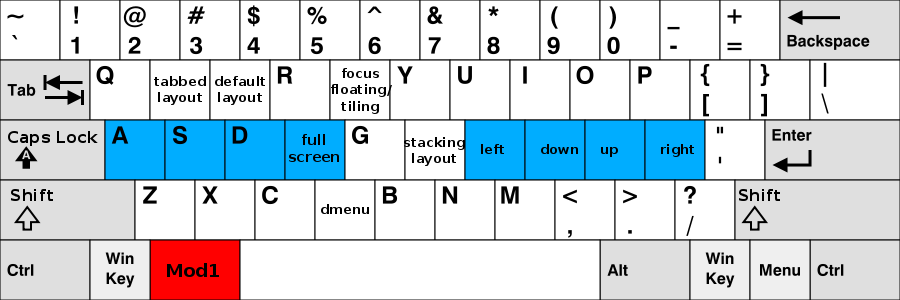 ~ ! @ # $ % ^ & * ( ) _ +
` 1 2 3 4 5 6 7 8 9 0 - = Backspace
Tab Q tabbed default R focus Y U I O P { } |
layout layout floating/ [ ] \
tiling
Caps Lock A S D full G stacking left down up right " Enter
A screen layout '
Shift Z X C dmenu B N M < > ? Shift
, . /
Ctrl Win Mod1 Alt Win Menu Ctrl
Key Key